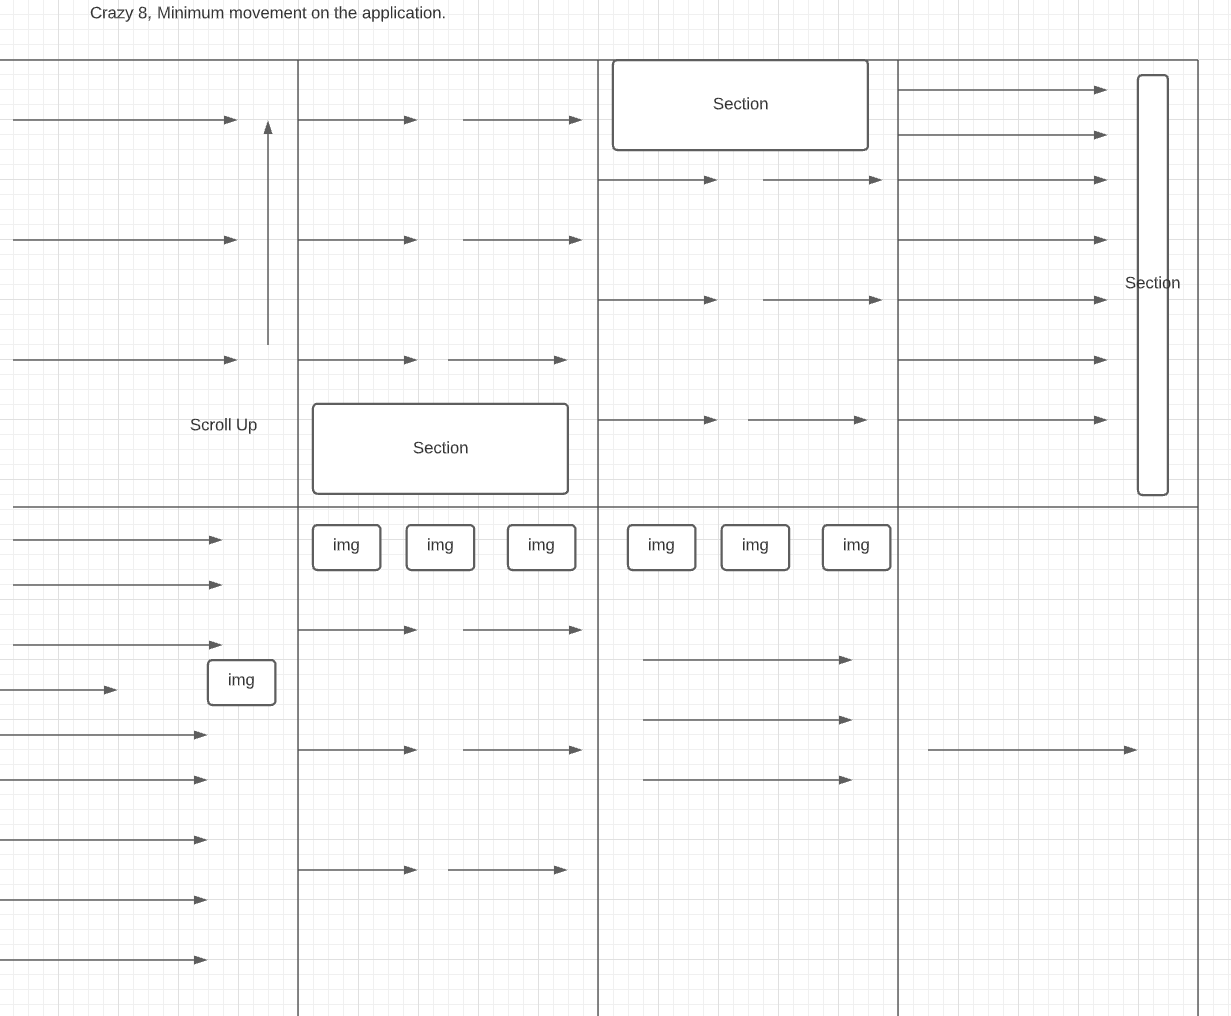 Crazy 8, Minimum movement on the application.
Section
Section
Scroll Up
Section
img
img
img
img
img
img
img